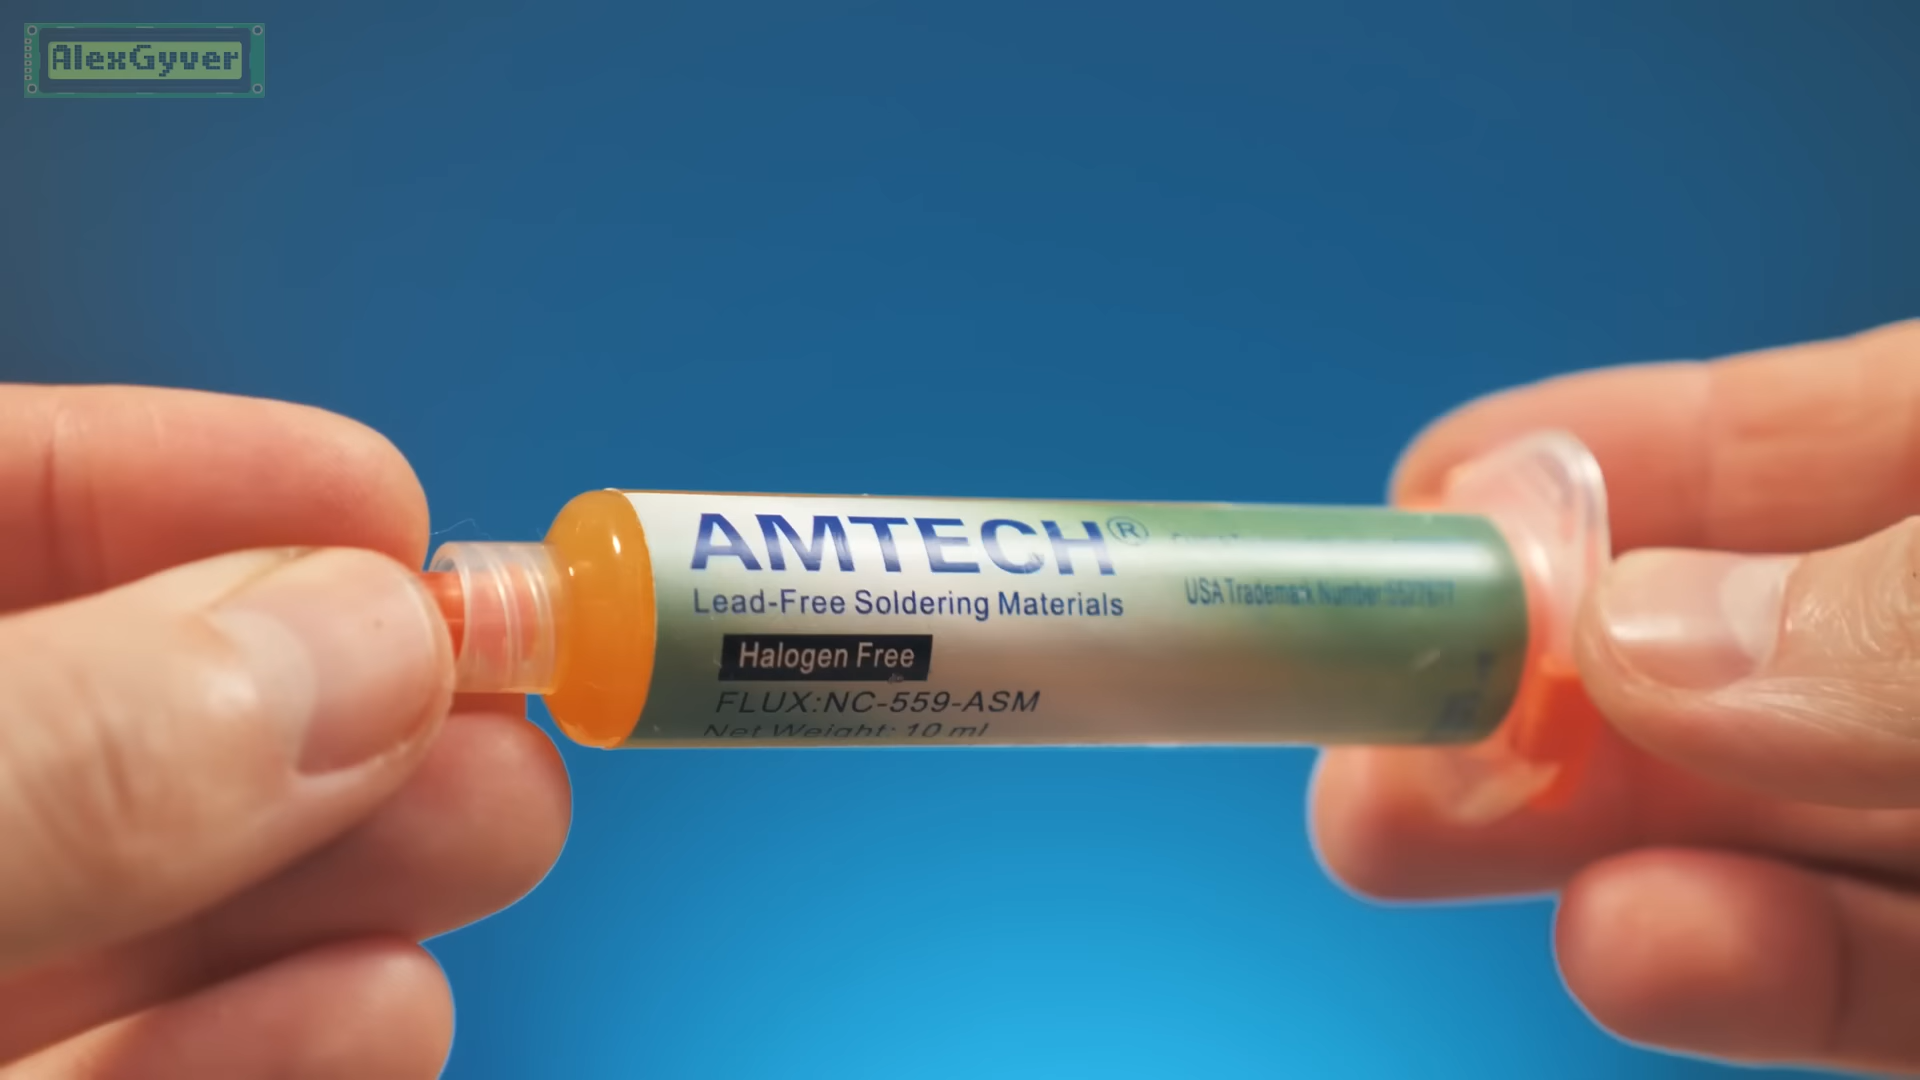 AlexGyver
AMTECH®
Lead-Free Soldering Materials
USA Trademark Number:
Halogen Free
FLUX:NC-559-ASM
Net Weight: 10 ml